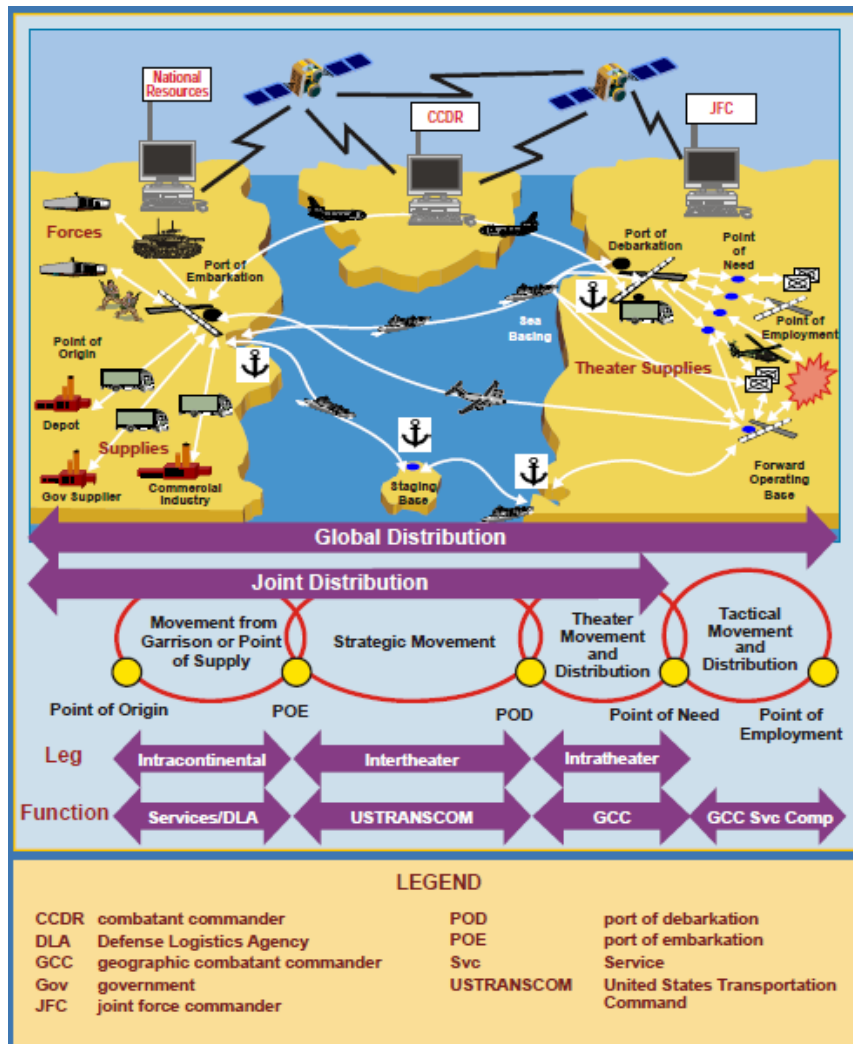 National
Resources
CCDR
JFC
Forces
Port of
Embarkation
Port of
Debarkation
Point
of
Need
Point of
Origin
Sea
Basing
Point of
Employment
Theater Supplies
Depot
Supplies
Gov Supplier
Commercial
Industry
Staging
Base
Forward
Operating
Base
Global Distribution
Joint Distribution
Movement from
Garrison or Point
of Supply
Strategic Movement
Theater
Movement
and
Distribution
Tactical
Movement
and
Distribution
Point of Origin
POE
POD
Point of Need
Point of
Employment
Leg
Intracontinental
Intertheater
Intratheater
Function
Services/DLA
USTRANSCOM
GCC
GCC Svc Comp
LEGEND
CCDR combatant commander
DLA Defense Logistics Agency
GCC geographic combatant commander
Gov government
JFC joint force commander
POD port of debarkation
POE port of embarkation
Svc Service
USTRANSCOM United States Transportation
Command